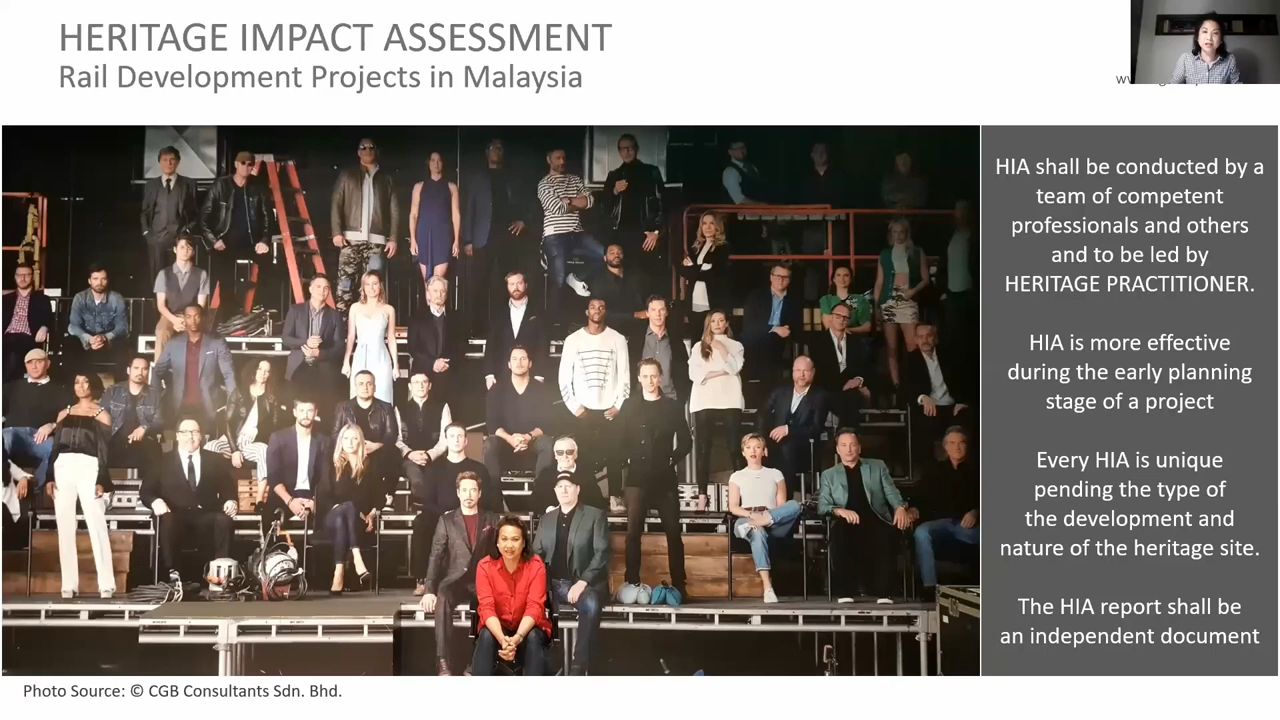 HERITAGE IMPACT ASSESSMENT
Rail Development Projects in Malaysia
HIA shall be conducted by a
team of competent
professionals and others
and to be led by
HERITAGE PRACTITIONER.
HIA is more effective
during the early planning
stage of a project
Every HIA is unique
pending the type of
the development and
nature of the heritage site.
The HIA report shall be
an independent document
Photo Source: © CGB Consultants Sdn. Bhd.